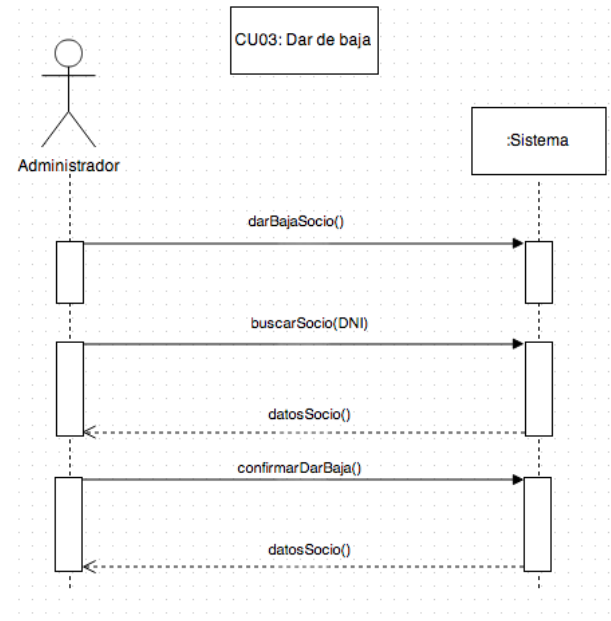 CU03: Dar de baja
Administrador
:Sistema
darBajaSocio()
buscarSocio(DNI)
datosSocio()
confirmarDarBaja()
datosSocio()